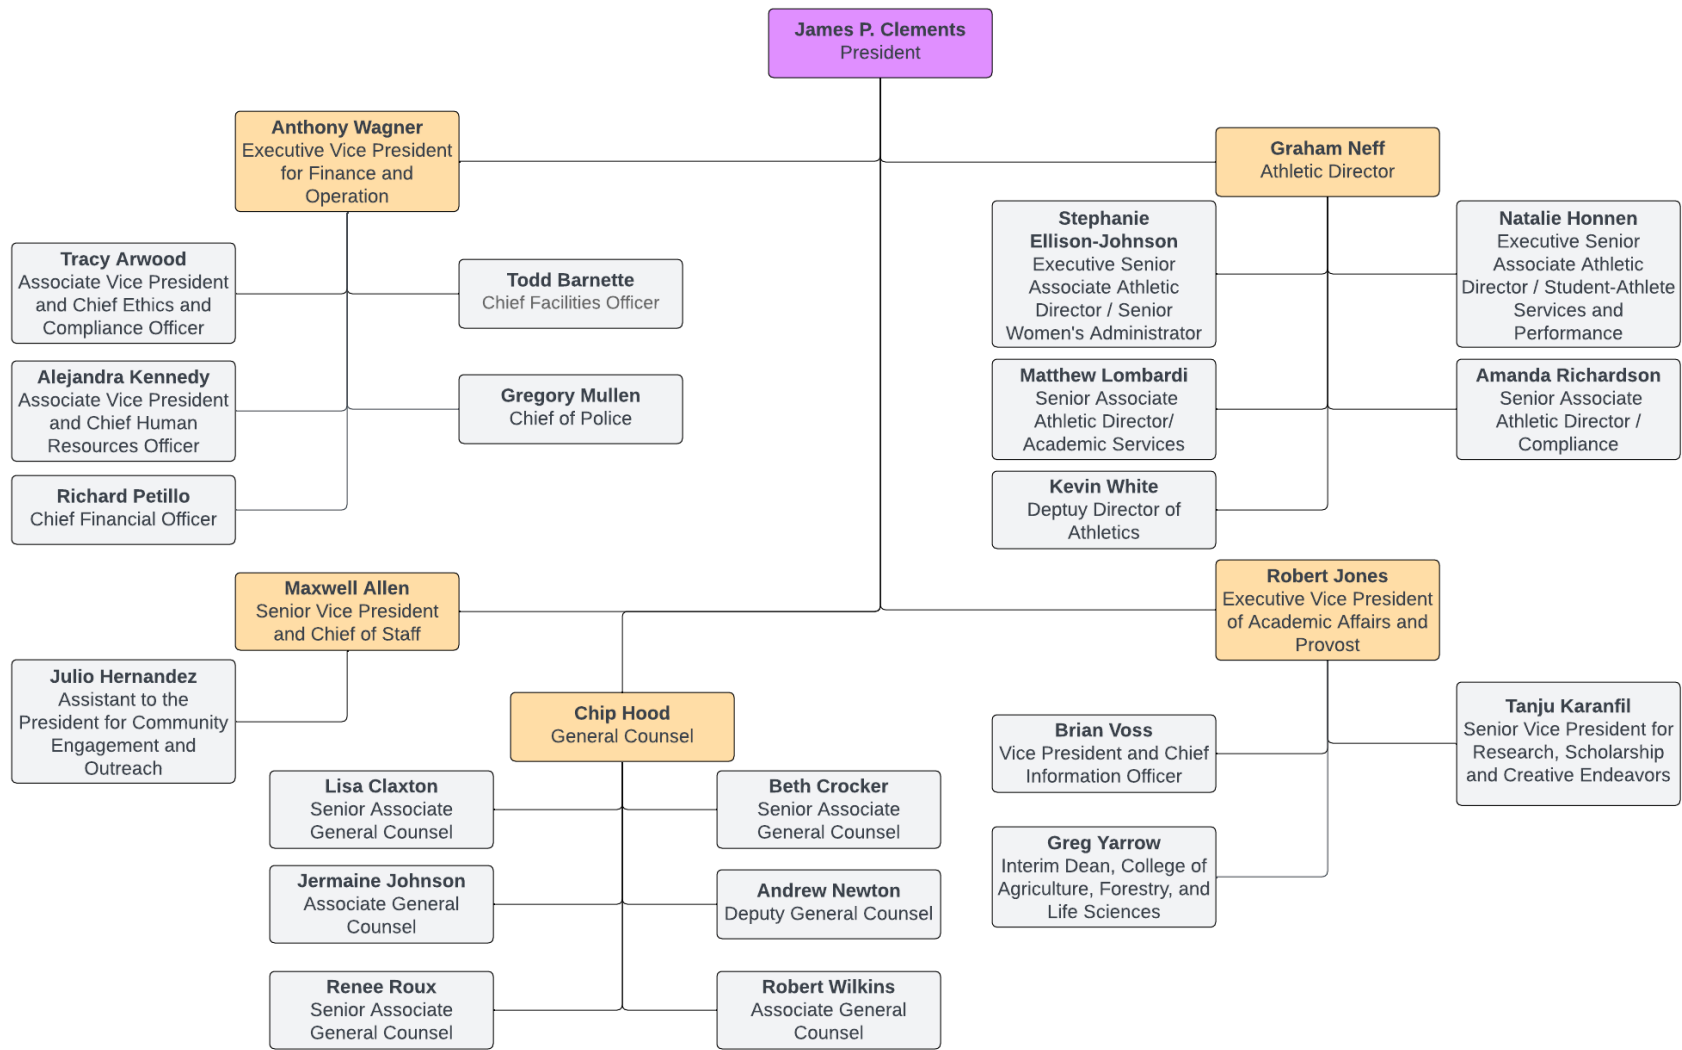 James P. Clements
President
Anthony Wagner
Executive Vice President
for Finance and
Operation
Graham Neff
Athletic Director
Tracy Arwood
Associate Vice President
and Chief Ethics and
Compliance Officer
Todd Barnette
Chief Facilities Officer
Alejandra Kennedy
Associate Vice President
and Chief Human
Resources Officer
Gregory Mullen
Chief of Police
Richard Petillo
Chief Financial Officer
Stephanie
Ellison-Johnson
Executive Senior
Associate Athletic
Director / Senior
Women's Administrator
Natalie Honnen
Executive Senior
Associate Athletic
Director / Student-Athlete
Services and
Performance
Matthew Lombardi
Senior Associate
Athletic Director/
Academic Services
Amanda Richardson
Senior Associate
Athletic Director /
Compliance
Kevin White
Deptuy Director of
Athletics
Maxwell Allen
Senior Vice President
and Chief of Staff
Julio Hernandez
Assistant to the
President for Community
Engagement and
Outreach
Chip Hood
General Counsel
Lisa Claxton
Senior Associate
General Counsel
Beth Crocker
Senior Associate
General Counsel
Jermaine Johnson
Associate General
Counsel
Andrew Newton
Deputy General Counsel
Renee Roux
Senior Associate
General Counsel
Robert Wilkins
Associate General
Counsel
Robert Jones
Executive Vice President
of Academic Affairs and
Provost
Brian Voss
Vice President and Chief
Information Officer
Tanju Karanfil
Senior Vice President for
Research, Scholarship
and Creative Endeavors
Greg Yarrow
Interim Dean, College of
Agriculture, Forestry, and
Life Sciences